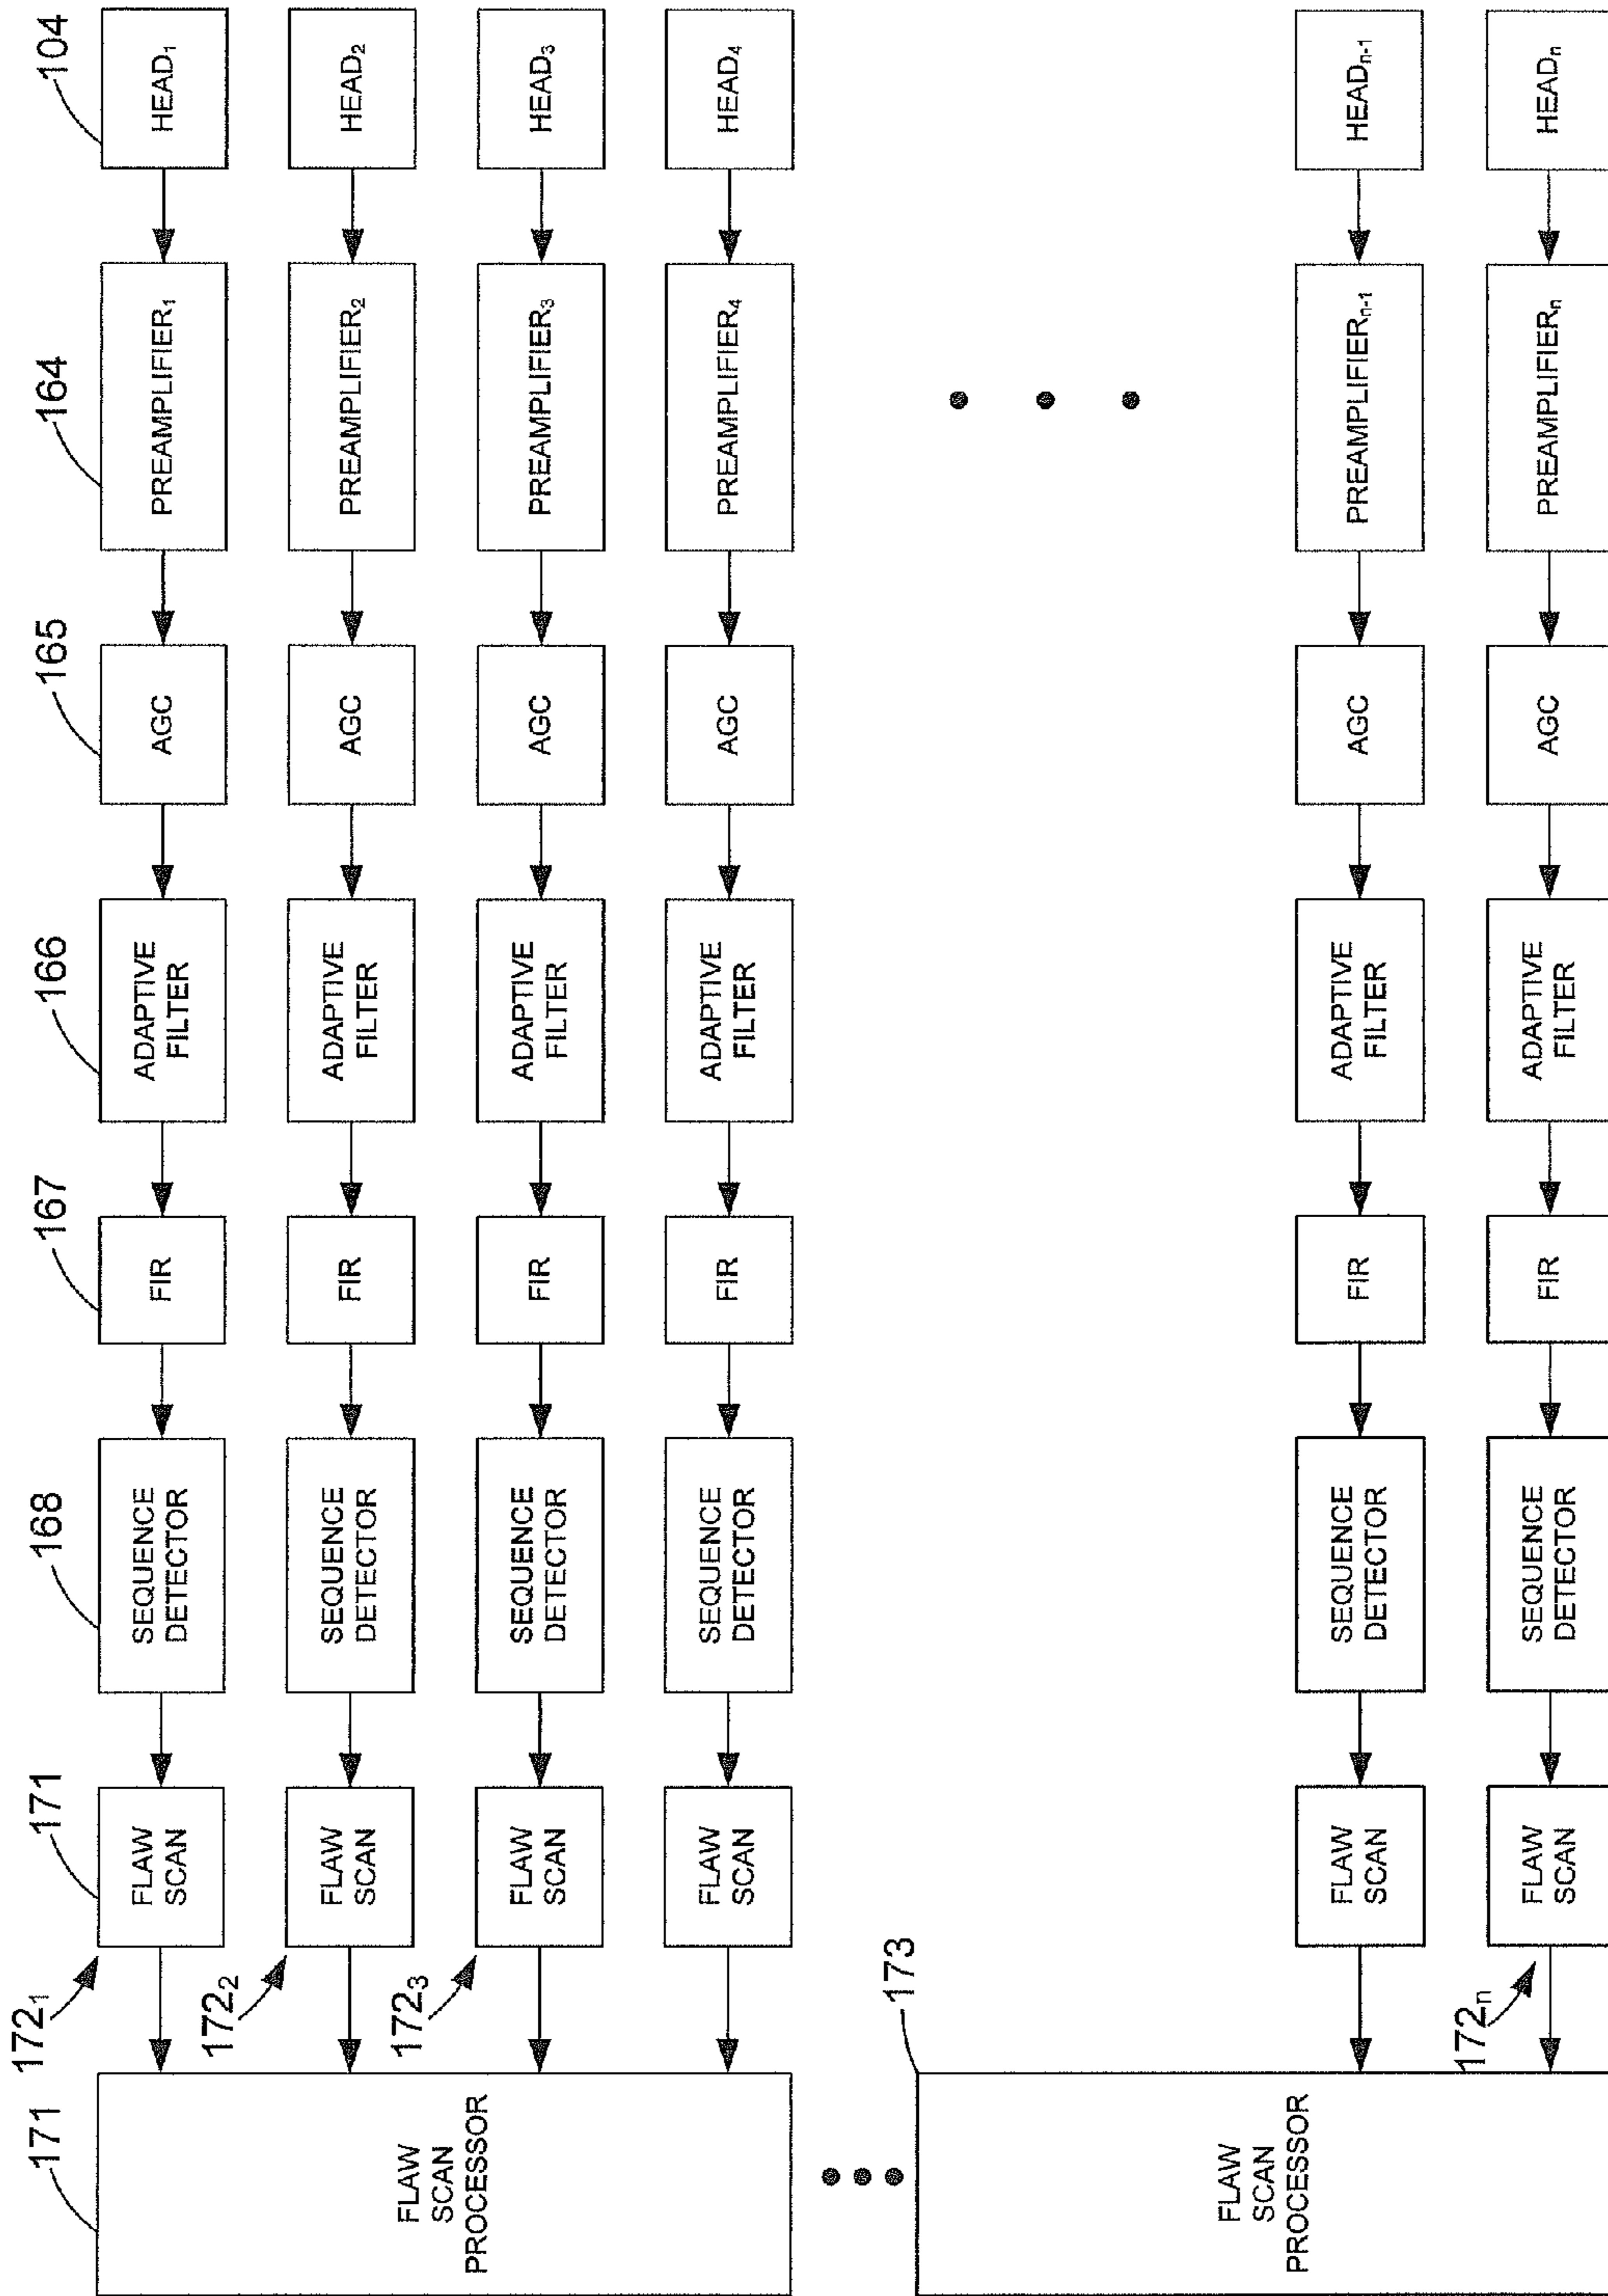 104
HEAD1
HEAD2
HEAD3
HEAD4
HEADn-1
HEADn
164
PREAMPLIFIER1
PREAMPLIFIER2
PREAMPLIFIER3
PREAMPLIFIER4
PREAMPLIFIERn-1
PREAMPLIFIERn
165
AGC
AGC
AGC
AGC
AGC
AGC
166
ADAPTIVE
FILTER
ADAPTIVE
FILTER
ADAPTIVE
FILTER
ADAPTIVE
FILTER
ADAPTIVE
FILTER
ADAPTIVE
FILTER
167
FIR
FIR
FIR
FIR
FIR
FIR
168
SEQUENCE
DETECTOR
SEQUENCE
DETECTOR
SEQUENCE
DETECTOR
SEQUENCE
DETECTOR
SEQUENCE
DETECTOR
SEQUENCE
DETECTOR
171
FLAW
SCAN
FLAW
SCAN
FLAW
SCAN
FLAW
SCAN
FLAW
SCAN
FLAW
SCAN
1721
1722
1723
172n
171
FLAW
SCAN
PROCESSOR
173
FLAW
SCAN
PROCESSOR